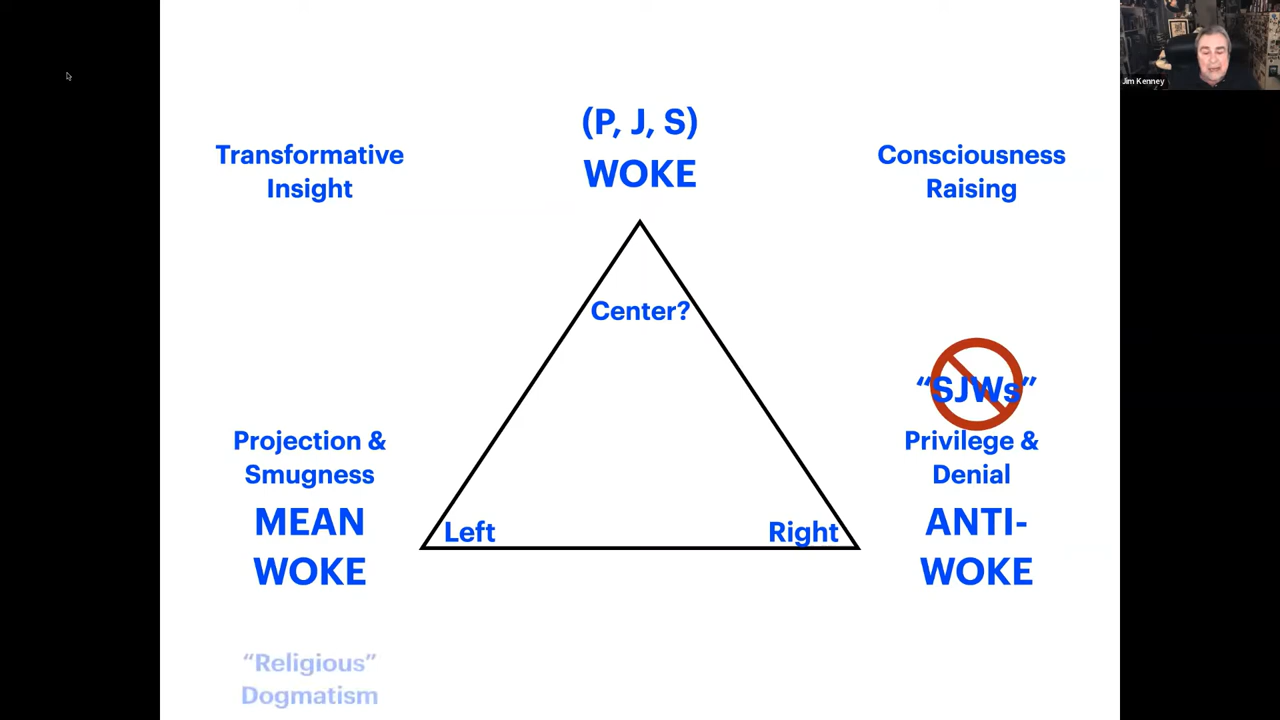 Jim Kenney
(P, J, S)
WOKE
Transformative
Insight
Consciousness
Raising
Center?
“SJWs”
Projection &
Smugness
Privilege &
Denial
MEAN
WOKE
Left
Right
ANTI-
WOKE
“Religious”
Dogmatism